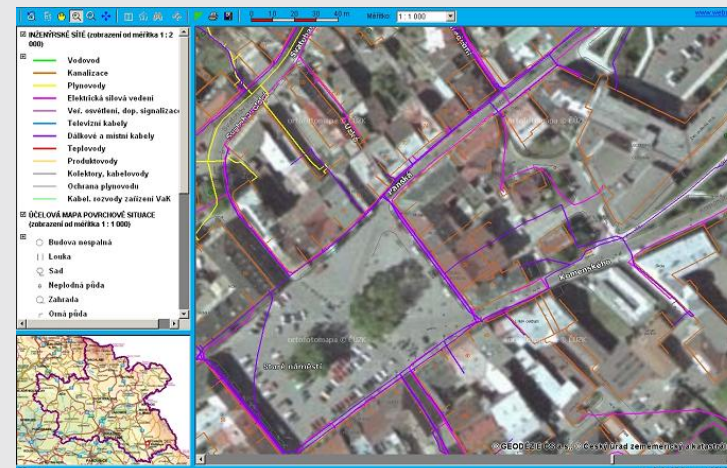 0 10 20 30 40 m
Měřítko 1 : 1 000
INŽENÝRSKÉ SÍTĚ (zobrazení od měřítka 1 : 2 000)
Vodovod
Kanalizace
Plynovody
Elektrická silová vedení
Veř. osvětlení, dop. signalizace
Televizní kabely
Dálkové a místní kabely
Teplovody
Produktovody
Kolektory, kabelovody
Ochrana plynovodu
Kabel. rozvody zařízení VaK
ÚČELOVÁ MAPA POVRCHOVÉ SITUACE
(zobrazení od měřítka 1 : 1 000)
Budova nespalná
Louka
Sad
Neplodná půda
Zahrada
Orná půda
Panská
Komenského
ortofotomapa © ČÚZK
Staré náměstí
© GEODÉZIE ČS a.s., © Český úřad zeměměřický a katastrál